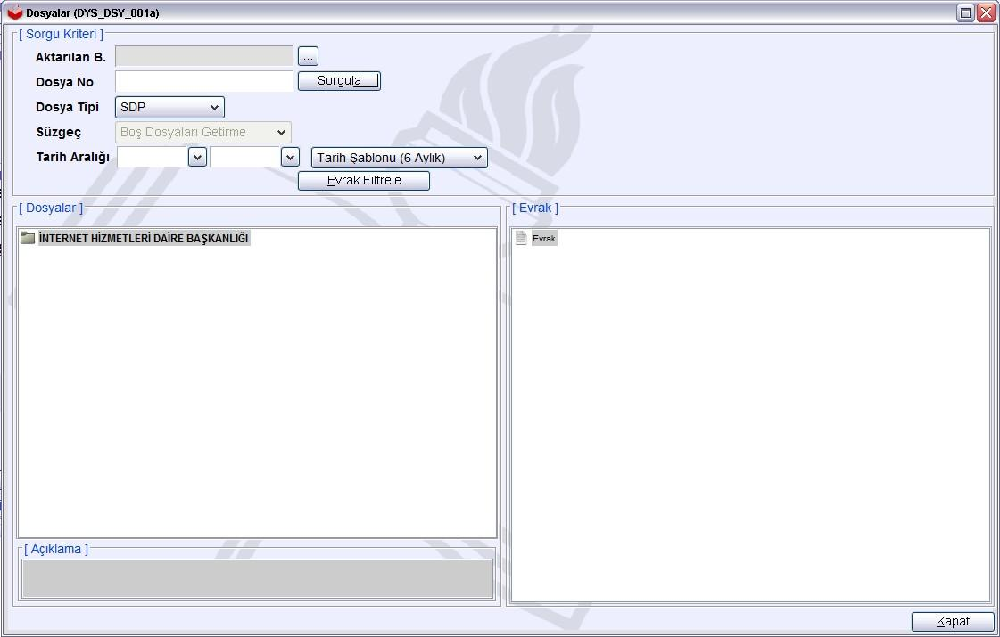 Dosyalar (DYS_DSY_001a)
[ Sorgu Kriteri ]
Aktarılan B. ...
Dosya No Sorgula
Dosya Tipi SDP
Süzgeç Boş Dosyaları Getirme
Tarih Aralığı Tarih Şablonu (6 Aylık)
Evrak Filtrele
[ Dosyalar ]
İNTERNET HİZMETLERİ DAİRE BAŞKANLIĞI
[ Açıklama ]
[ Evrak ]
Evrak
Kapat